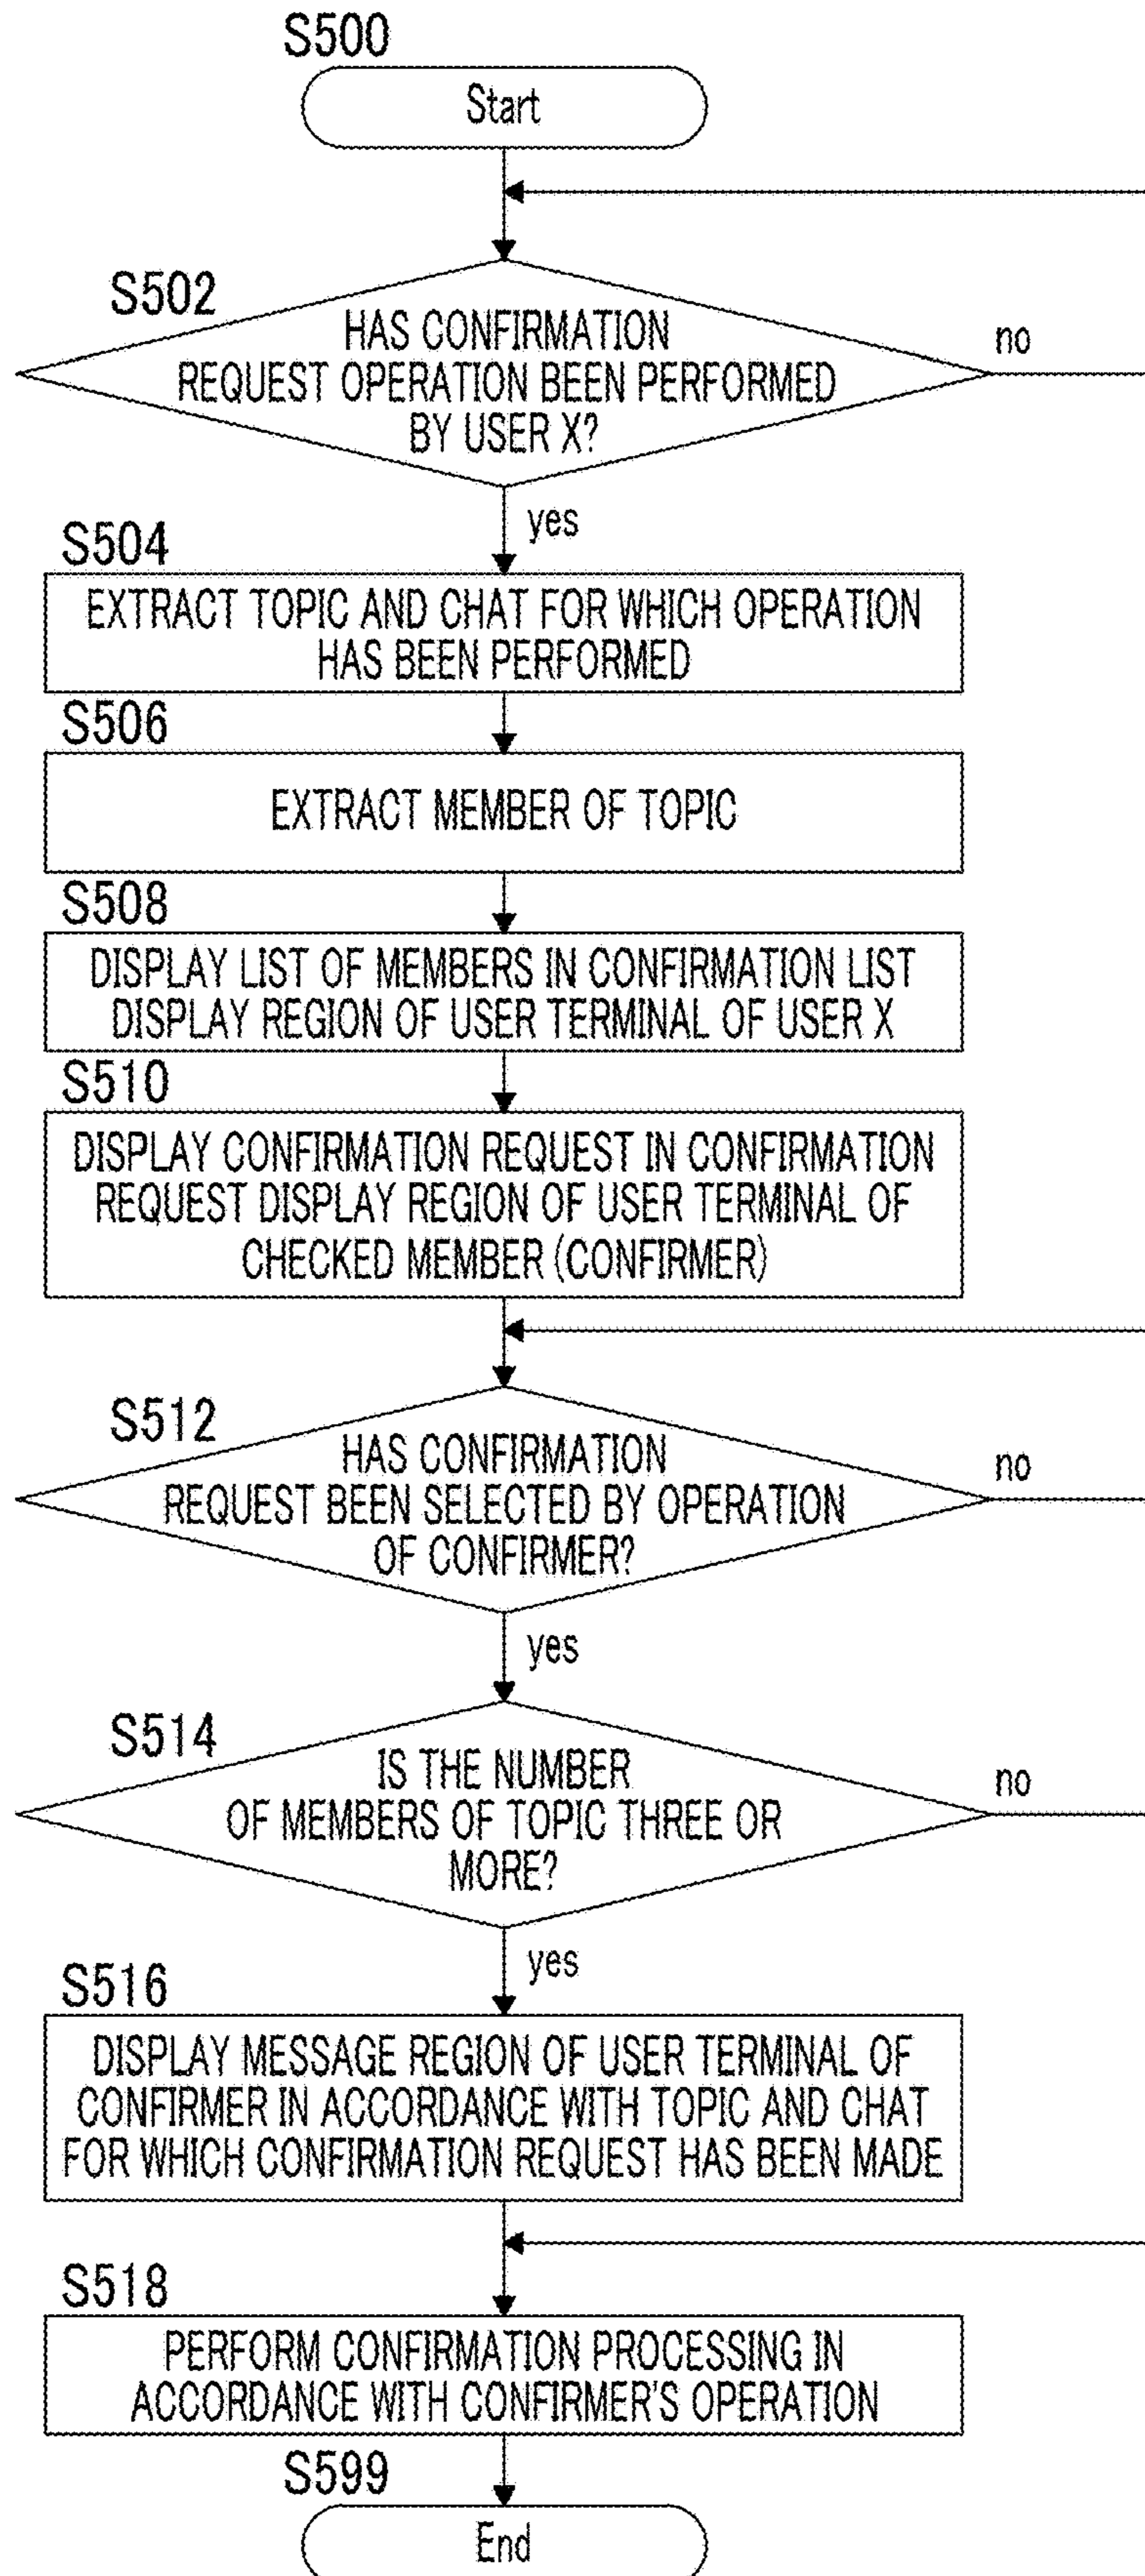 S500
Start
S502
HAS CONFIRMATION
REQUEST OPERATION BEEN PERFORMED
BY USER X?
no
yes
S504
EXTRACT TOPIC AND CHAT FOR WHICH OPERATION
HAS BEEN PERFORMED
S506
EXTRACT MEMBER OF TOPIC
S508
DISPLAY LIST OF MEMBERS IN CONFIRMATION LIST
DISPLAY REGION OF USER TERMINAL OF USER X
S510
DISPLAY CONFIRMATION REQUEST IN CONFIRMATION
REQUEST DISPLAY REGION OF USER TERMINAL OF
CHECKED MEMBER (CONFIRMER)
S512
HAS CONFIRMATION
REQUEST BEEN SELECTED BY OPERATION
OF CONFIRMER?
no
yes
S514
IS THE NUMBER
OF MEMBERS OF TOPIC THREE OR
MORE?
no
yes
S516
DISPLAY MESSAGE REGION OF USER TERMINAL OF
CONFIRMER IN ACCORDANCE WITH TOPIC AND CHAT
FOR WHICH CONFIRMATION REQUEST HAS BEEN MADE
S518
PERFORM CONFIRMATION PROCESSING IN
ACCORDANCE WITH CONFIRMER'S OPERATION
S599
End